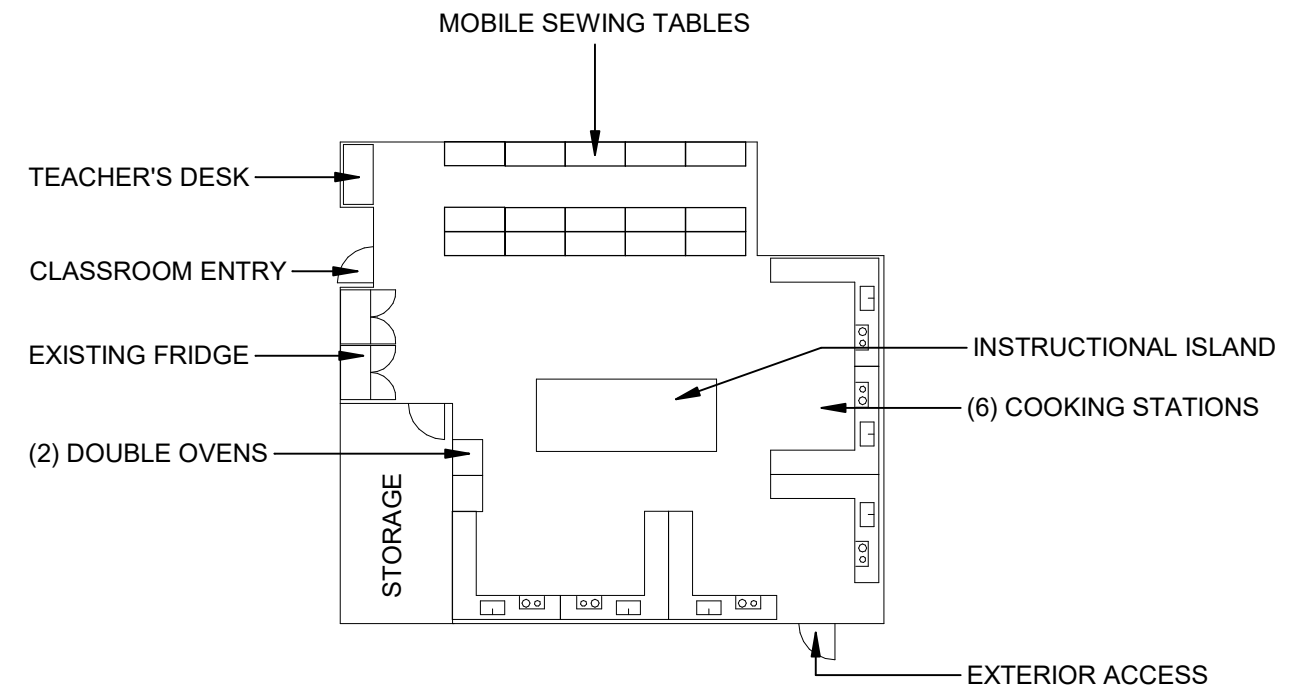 MOBILE SEWING TABLES
TEACHER'S DESK
CLASSROOM ENTRY
EXISTING FRIDGE
INSTRUCTIONAL ISLAND
(6) COOKING STATIONS
(2) DOUBLE OVENS
STORAGE
EXTERIOR ACCESS